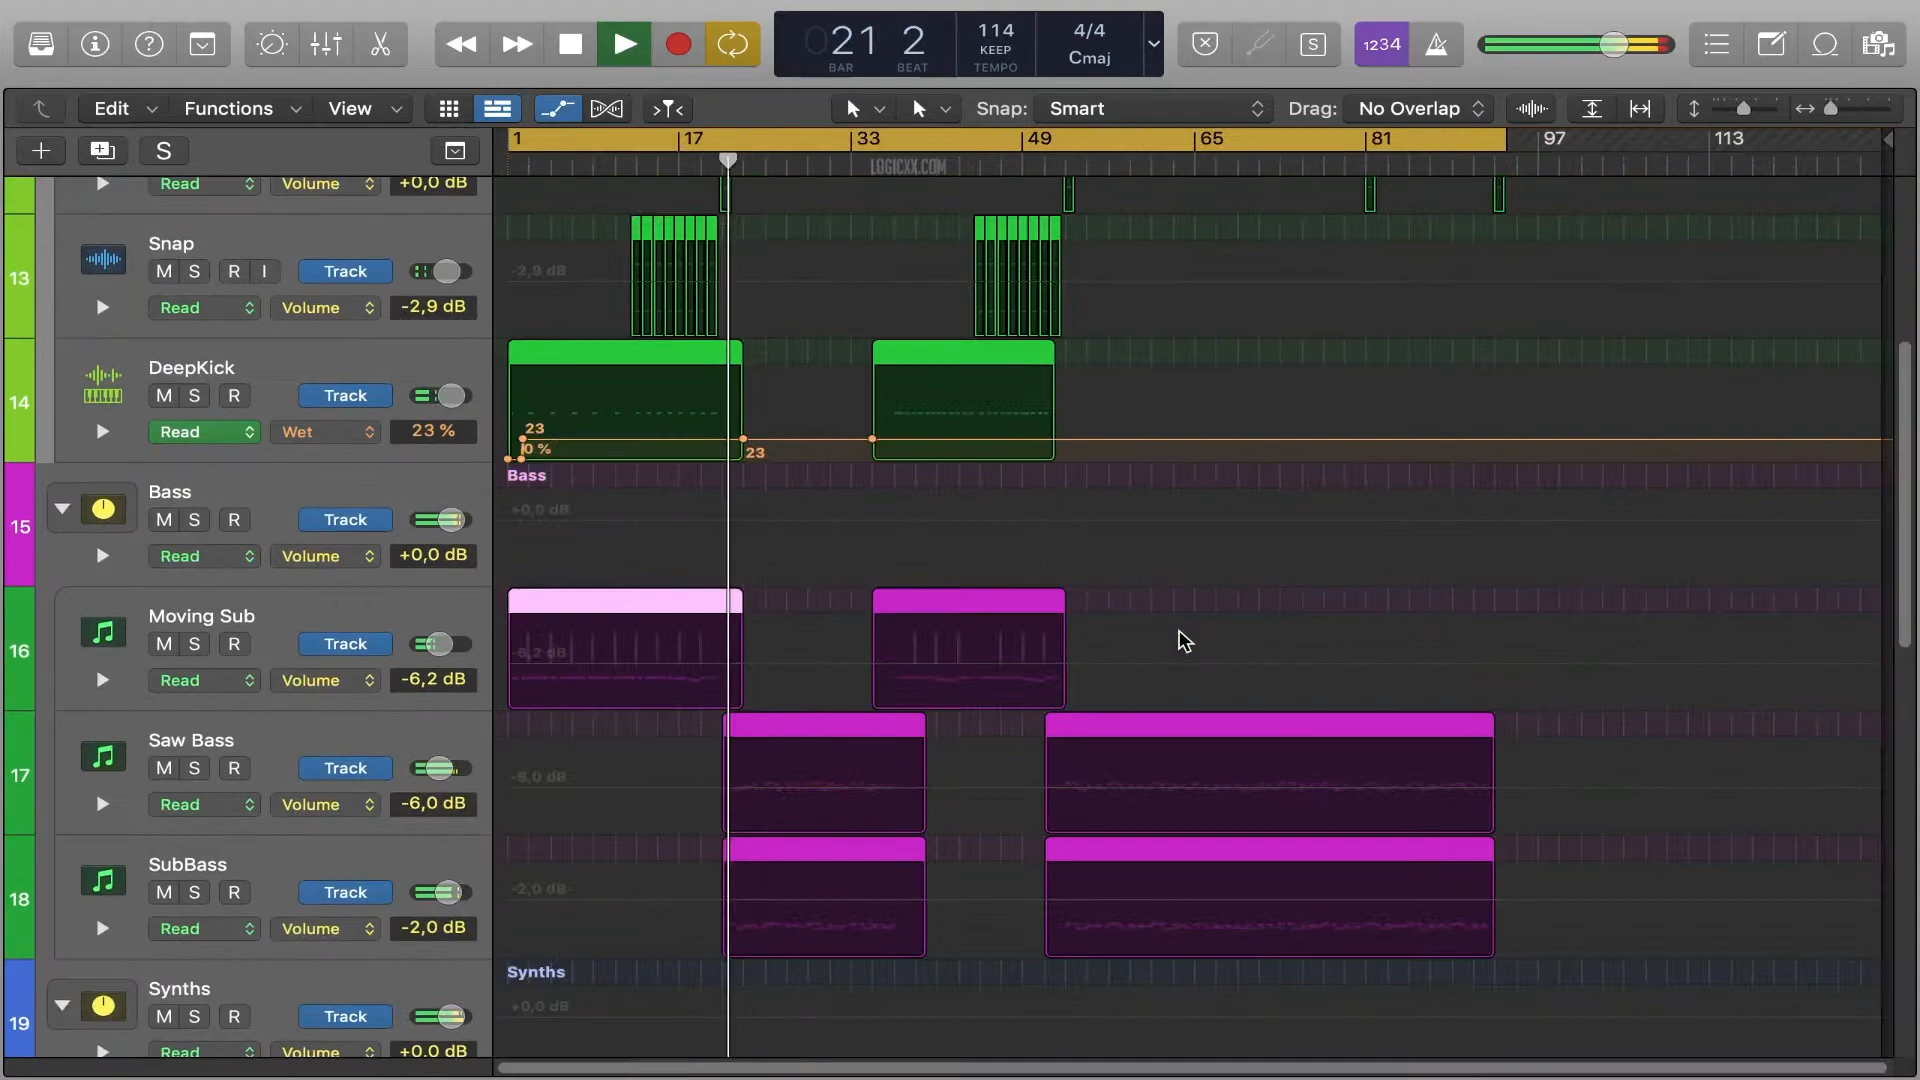 21 2 114 KEEP 4/4 Cmaj
BAR BEAT TEMPO
S 1234
Edit Functions View Snap: Smart Drag: No Overlap
S
1 17 33 49 65 81 97 113
LOGICXX.COM
Read Volume +0,0 dB
13 Snap
M S R I Track
Read Volume -2,9 dB
-2,9 dB
14 DeepKick
M S R Track
Read Wet 23 %
23
0 %
23
Bass
15 Bass
M S R Track
Read Volume +0,0 dB
+0,0 dB
16 Moving Sub
M S R Track
Read Volume -6,2 dB
-6,2 dB
17 Saw Bass
M S R Track
Read Volume -6,0 dB
18 SubBass
M S R Track
Read Volume -2,0 dB
-2,0 dB
Synths
19 Synths
M S R Track
Read Volume +0,0 dB
+0,0 dB